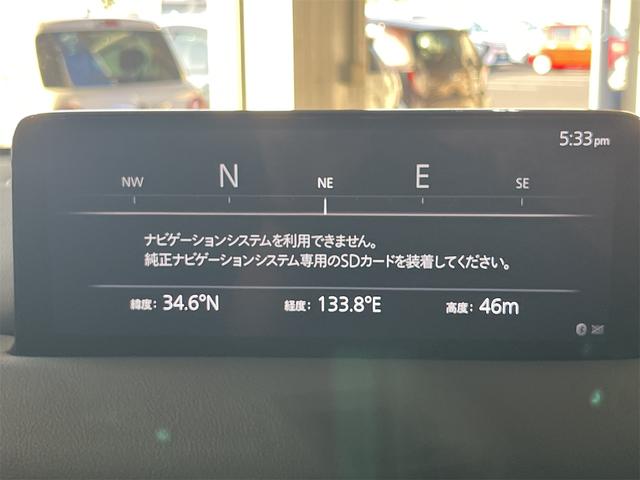 5:33pm
NW N NE E SE
ナビゲーションシステムを利用できません。
純正ナビゲーションシステム専用のSDカードを装着してください。
緯度: 34.6°N 経度: 133.8°E 高度: 46m